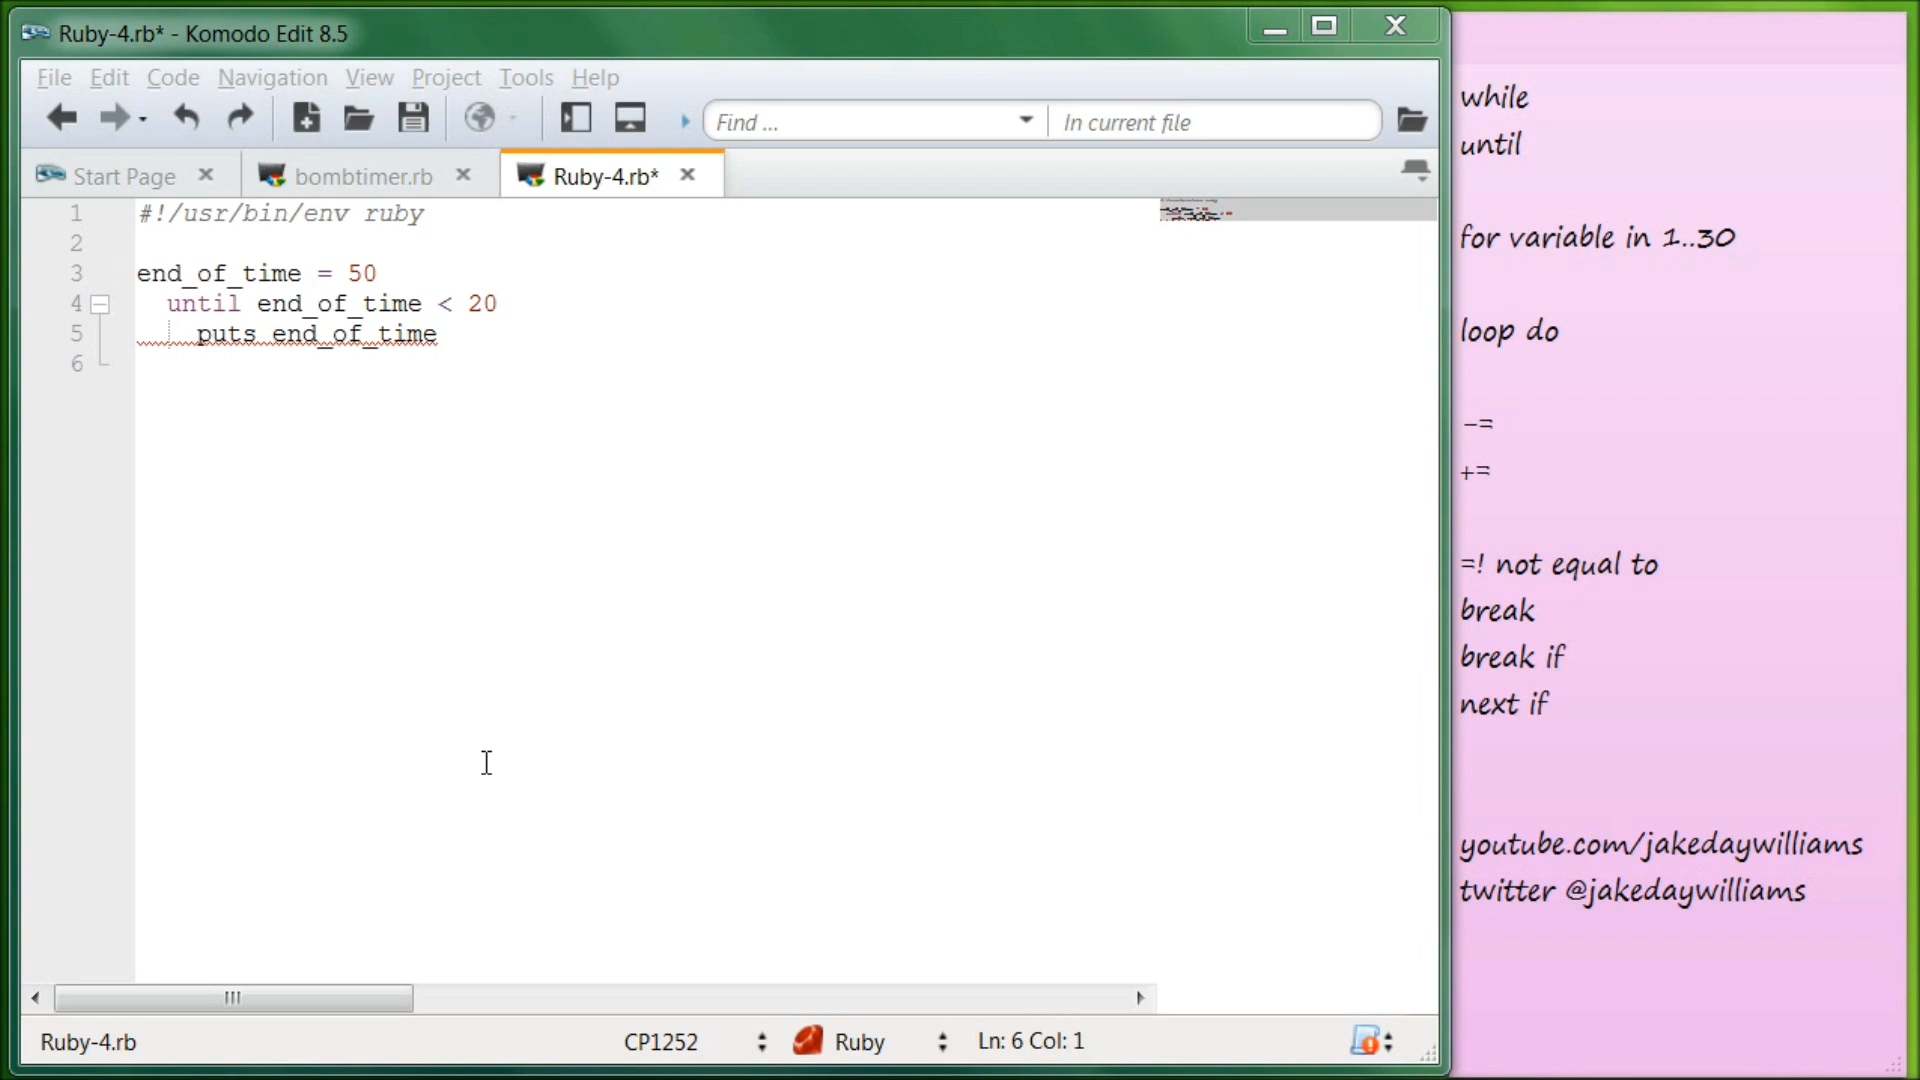 Ruby-4.rb* - Komodo Edit 8.5
File Edit Code Navigation View Project Tools Help
Find ... In current file
Start Page bombtimer.rb Ruby-4.rb*
1 #!/usr/bin/env ruby
2
3 end_of_time = 50
4 until end_of_time < 20
5 puts end_of_time
6
Ruby-4.rb CP1252 Ruby Ln: 6 Col: 1
while
until
for variable in 1..30
loop do
-=
+=
=! not equal to
break
break if
next if
youtube.com/jakedaywilliams
twitter @jakedaywilliams